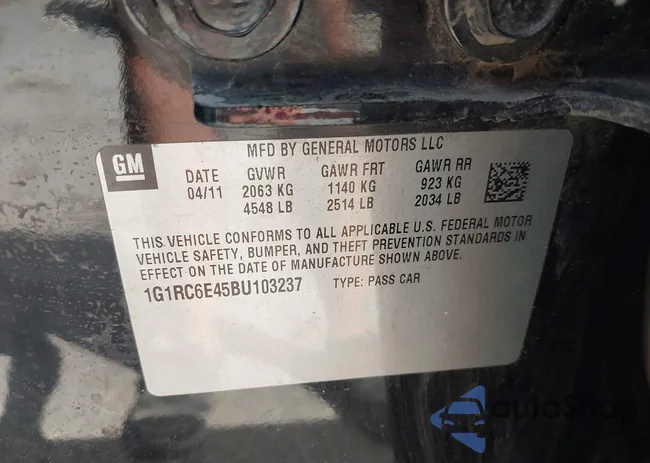 MFD BY GENERAL MOTORS LLC
GM
DATE GVWR GAWR FRT GAWR RR
04/11 2063 KG 1140 KG 923 KG
4548 LB 2514 LB 2034 LB
THIS VEHICLE CONFORMS TO ALL APPLICABLE U.S. FEDERAL MOTOR
VEHICLE SAFETY, BUMPER, AND THEFT PREVENTION STANDARDS IN
EFFECT ON THE DATE OF MANUFACTURE SHOWN ABOVE.
1G1RC6E45BU103237 TYPE: PASS CAR